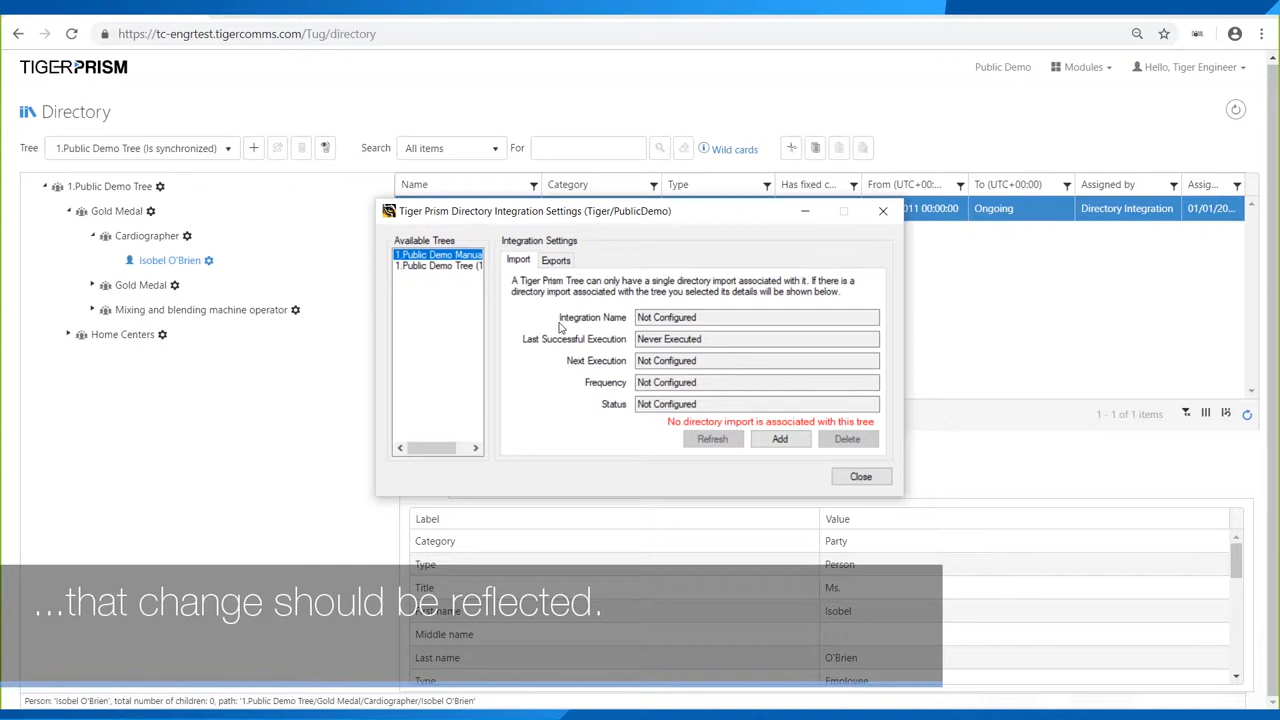 https://tc-engrtest.tigercomms.com/Tug/directory
TIGERPRISM
Public Demo
Modules
Hello, Tiger Engineer
Directory
Tree
1.Public Demo Tree (Is synchronized)
Search
All items
For
Wild cards
1.Public Demo Tree
Gold Medal
Cardiographer
Isobel O'Brien
Gold Medal
Mixing and blending machine operator
Home Centers
Name
Category
Type
Has fixed c...
From (UTC+00:...
To (UTC+00:00)
Assigned by
Assig...
2011 00:00:00
Ongoing
Directory Integration
01/01/20...
Tiger Prism Directory Integration Settings (Tiger/PublicDemo)
Available Trees
1.Public Demo Manua
1.Public Demo Tree (1
Integration Settings
Import
Exports
A Tiger Prism Tree can only have a single directory import associated with it. If there is a
directory import associated with the tree you selected its details will be shown below.
Integration Name
Not Configured
Last Successful Execution
Never Executed
Next Execution
Not Configured
Frequency
Not Configured
Status
Not Configured
No directory import is associated with this tree
Refresh
Add
Delete
Close
1 - 1 of 1 items
Label
Value
Category
Party
Type
Person
Title
Ms.
First name
Isobel
Middle name
Last name
O'Brien
Type
Employee
...that change should be reflected.
Person: 'Isobel O'Brien', total number of children: 0, path: '1.Public Demo Tree/Gold Medal/Cardiographer/Isobel O'Brien'